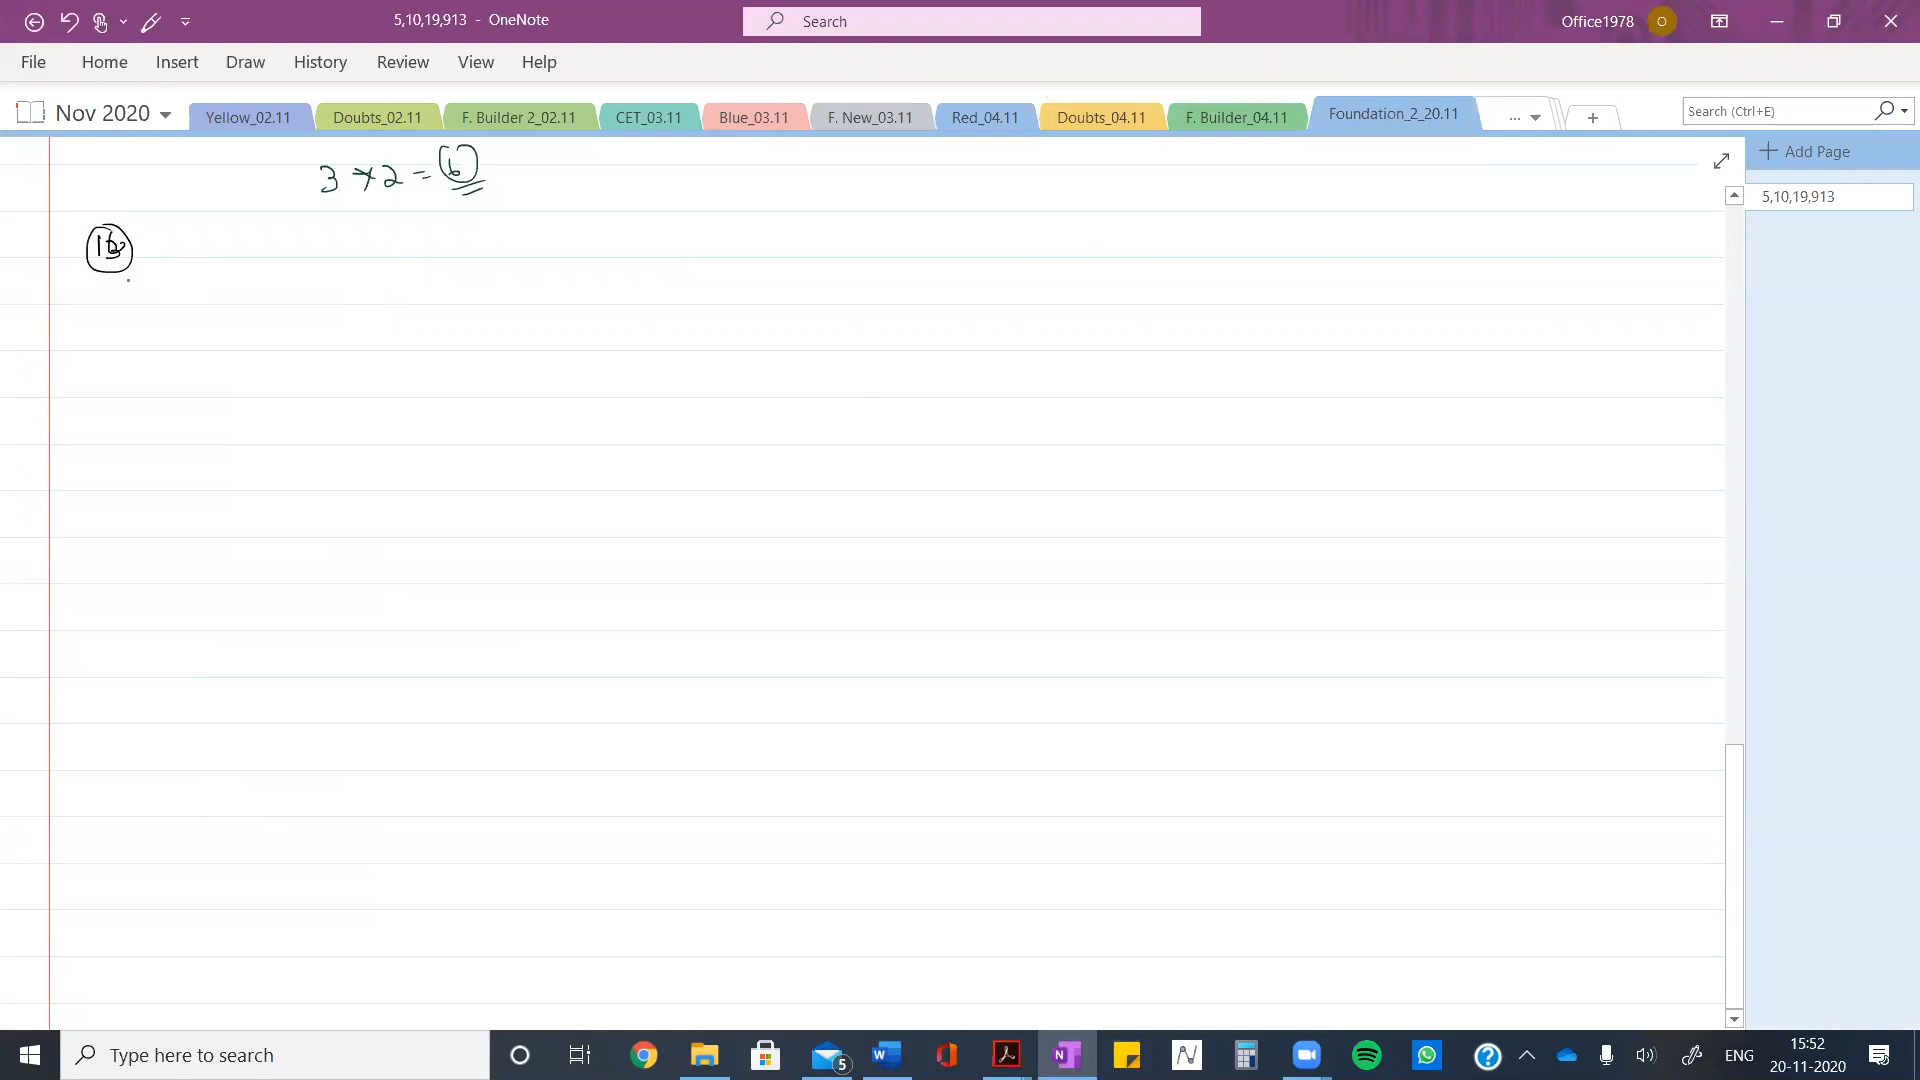 5,10,19,913 - OneNote
Search
Office1978
O
File Home Insert Draw History Review View Help
Nov 2020
Yellow_02.11 Doubts_02.11 F. Builder 2_02.11 CET_03.11 Blue_03.11 F. New_03.11 Red_04.11 Doubts_04.11 F. Builder_04.11 Foundation_2_20.11 ... +
Search (Ctrl+E)
Add Page
5,10,19,913
3 × 2 = 6
Type here to search
5
ENG
15:52
20-11-2020